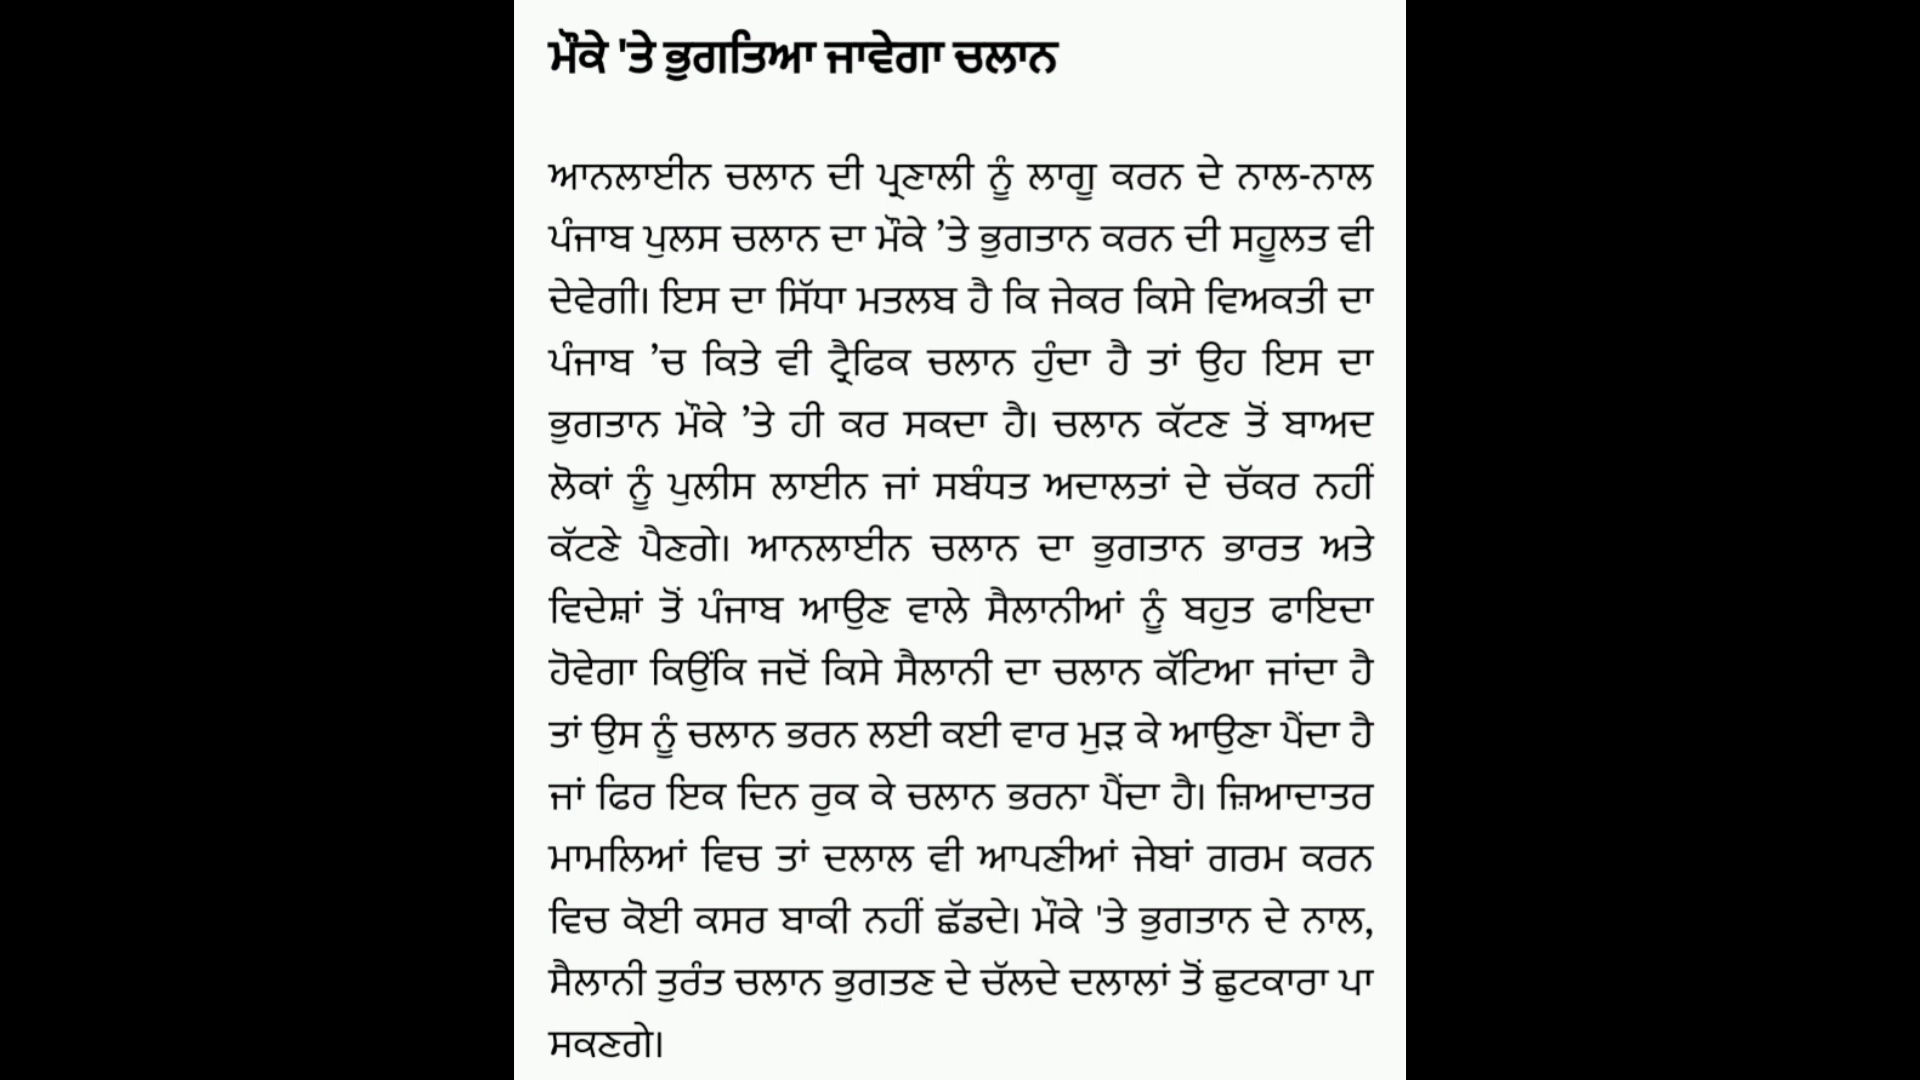 ਮੌਕੇ 'ਤੇ ਭੁਗਤਿਆ ਜਾਵੇਗਾ ਚਲਾਨ
ਆਨਲਾਈਨ ਚਲਾਨ ਦੀ ਪ੍ਰਣਾਲੀ ਨੂੰ ਲਾਗੂ ਕਰਨ ਦੇ ਨਾਲ-ਨਾਲ
ਪੰਜਾਬ ਪੁਲਸ ਚਲਾਨ ਦਾ ਮੌਕੇ ’ਤੇ ਭੁਗਤਾਨ ਕਰਨ ਦੀ ਸਹੂਲਤ ਵੀ
ਦੇਵੇਗੀ। ਇਸ ਦਾ ਸਿੱਧਾ ਮਤਲਬ ਹੈ ਕਿ ਜੇਕਰ ਕਿਸੇ ਵਿਅਕਤੀ ਦਾ
ਪੰਜਾਬ ’ਚ ਕਿਤੇ ਵੀ ਟ੍ਰੈਫਿਕ ਚਲਾਨ ਹੁੰਦਾ ਹੈ ਤਾਂ ਉਹ ਇਸ ਦਾ
ਭੁਗਤਾਨ ਮੌਕੇ ’ਤੇ ਹੀ ਕਰ ਸਕਦਾ ਹੈ। ਚਲਾਨ ਕੱਟਣ ਤੋਂ ਬਾਅਦ
ਲੋਕਾਂ ਨੂੰ ਪੁਲੀਸ ਲਾਈਨ ਜਾਂ ਸਬੰਧਤ ਅਦਾਲਤਾਂ ਦੇ ਚੱਕਰ ਨਹੀਂ
ਕੱਟਣੇ ਪੈਣਗੇ। ਆਨਲਾਈਨ ਚਲਾਨ ਦਾ ਭੁਗਤਾਨ ਭਾਰਤ ਅਤੇ
ਵਿਦੇਸ਼ਾਂ ਤੋਂ ਪੰਜਾਬ ਆਉਣ ਵਾਲੇ ਸੈਲਾਨੀਆਂ ਨੂੰ ਬਹੁਤ ਫਾਇਦਾ
ਹੋਵੇਗਾ ਕਿਉਂਕਿ ਜਦੋਂ ਕਿਸੇ ਸੈਲਾਨੀ ਦਾ ਚਲਾਨ ਕੱਟਿਆ ਜਾਂਦਾ ਹੈ
ਤਾਂ ਉਸ ਨੂੰ ਚਲਾਨ ਭਰਨ ਲਈ ਕਈ ਵਾਰ ਮੁੜ ਕੇ ਆਉਣਾ ਪੈਂਦਾ ਹੈ
ਜਾਂ ਫਿਰ ਇਕ ਦਿਨ ਰੁਕ ਕੇ ਚਲਾਨ ਭਰਨਾ ਪੈਂਦਾ ਹੈ। ਜ਼ਿਆਦਾਤਰ
ਮਾਮਲਿਆਂ ਵਿਚ ਤਾਂ ਦਲਾਲ ਵੀ ਆਪਣੀਆਂ ਜੇਬਾਂ ਗਰਮ ਕਰਨ
ਵਿਚ ਕੋਈ ਕਸਰ ਬਾਕੀ ਨਹੀਂ ਛੱਡਦੇ। ਮੌਕੇ 'ਤੇ ਭੁਗਤਾਨ ਦੇ ਨਾਲ,
ਸੈਲਾਨੀ ਤੁਰੰਤ ਚਲਾਨ ਭੁਗਤਣ ਦੇ ਚੱਲਦੇ ਦਲਾਲਾਂ ਤੋਂ ਛੁਟਕਾਰਾ ਪਾ
ਸਕਣਗੇ।